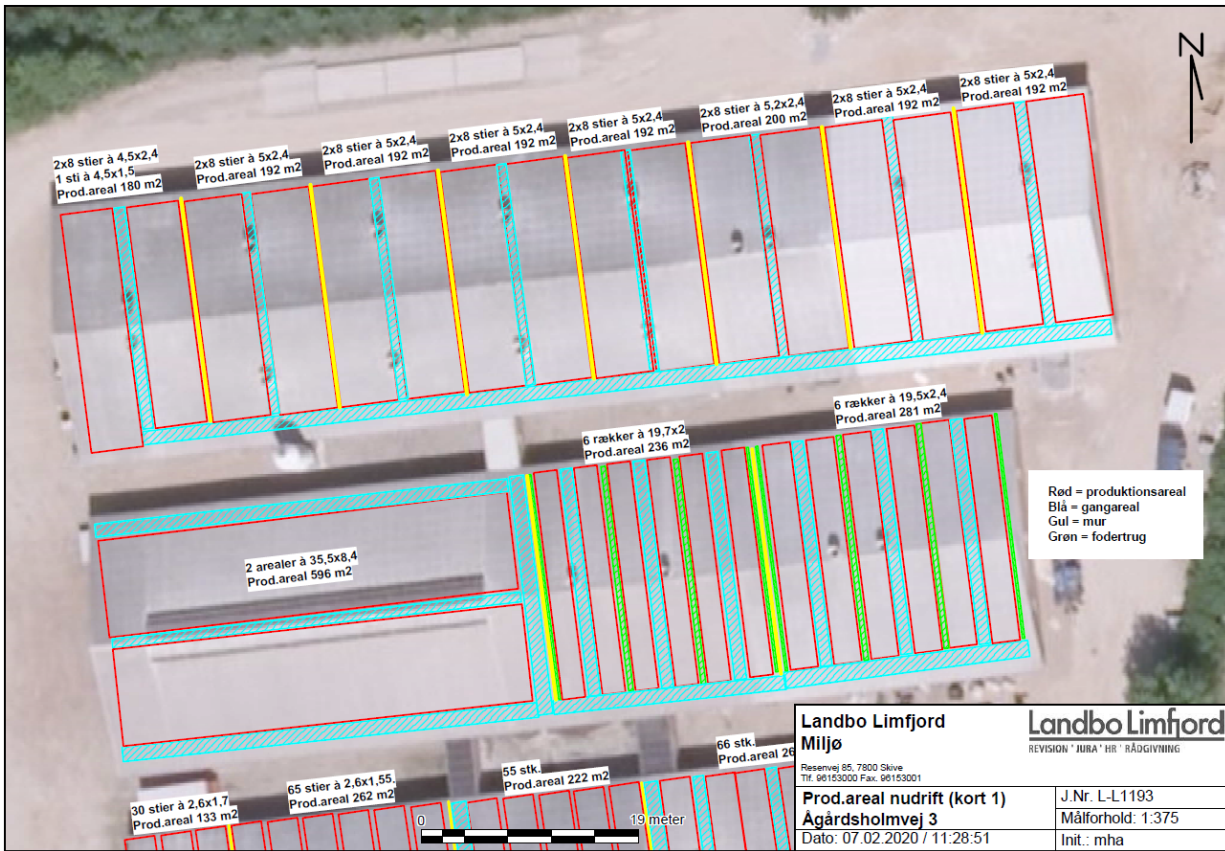 N
2x8 stier à 4,5x2,4
1 sti à 4,5x1,5
Prod.areal 180 m2
2x8 stier à 5x2,4
Prod.areal 192 m2
2x8 stier à 5x2,4
Prod.areal 192 m2
2x8 stier à 5x2,4
Prod.areal 192 m2
2x8 stier à 5x2,4
Prod.areal 192 m2
2x8 stier à 5,2x2,4
Prod.areal 200 m2
2x8 stier à 5x2,4
Prod.areal 192 m2
2x8 stier à 5x2,4
Prod.areal 192 m2
6 rækker à 19,7x2
Prod.areal 236 m2
6 rækker à 19,5x2,4
Prod.areal 281 m2
2 arealer à 35,5x8,4
Prod.areal 596 m2
Rød = produktionsareal
Blå = gangareal
Gul = mur
Grøn = fodertrug
30 stier à 2,6x1,7
Prod.areal 133 m2
65 stier à 2,6x1,55.
Prod.areal 262 m2
55 stk.
Prod.areal 222 m2
66 stk.
Prod.areal 26
0 19 meter
Landbo Limfjord
Miljø
Resenvej 85, 7800 Skive
Tlf. 96153000 Fax. 96153001
Landbo Limfjord
REVISION * JURA * HR * RÅDGIVNING
Prod.areal nudrift (kort 1)
Ågårdsholmvej 3
Dato: 07.02.2020 / 11:28:51
J.Nr. L-L1193
Målforhold: 1:375
Init.: mha